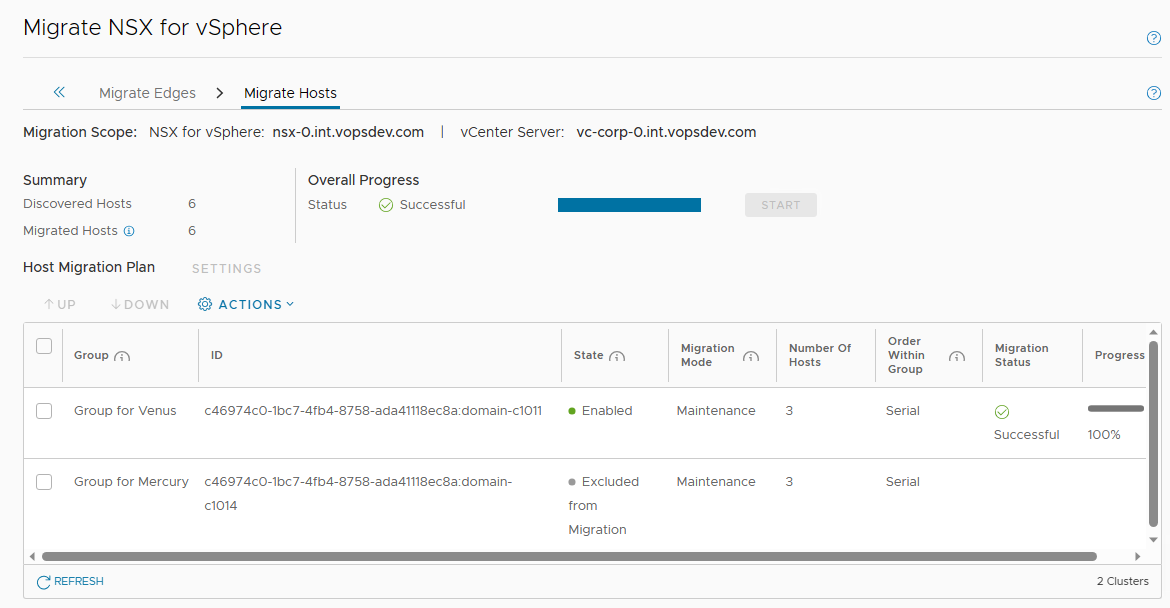 Migrate NSX for vSphere
Migrate Edges
Migrate Hosts
Migration Scope: NSX for vSphere: nsx-0.int.vopsdev.com | vCenter Server: vc-corp-0.int.vopsdev.com
Summary
Discovered Hosts 6
Migrated Hosts 6
Overall Progress
Status Successful
START
Host Migration Plan SETTINGS
UP DOWN ACTIONS
Group
ID
State
Migration
Mode
Number Of
Hosts
Order
Within
Group
Migration
Status
Progress
Group for Venus c46974c0-1bc7-4fb4-8758-ada41118ec8a:domain-c1011 Enabled Maintenance 3 Serial
Successful 100%
Group for Mercury c46974c0-1bc7-4fb4-8758-ada41118ec8a:domain-
c1014
Excluded
from
Migration
Maintenance 3 Serial
REFRESH
2 Clusters